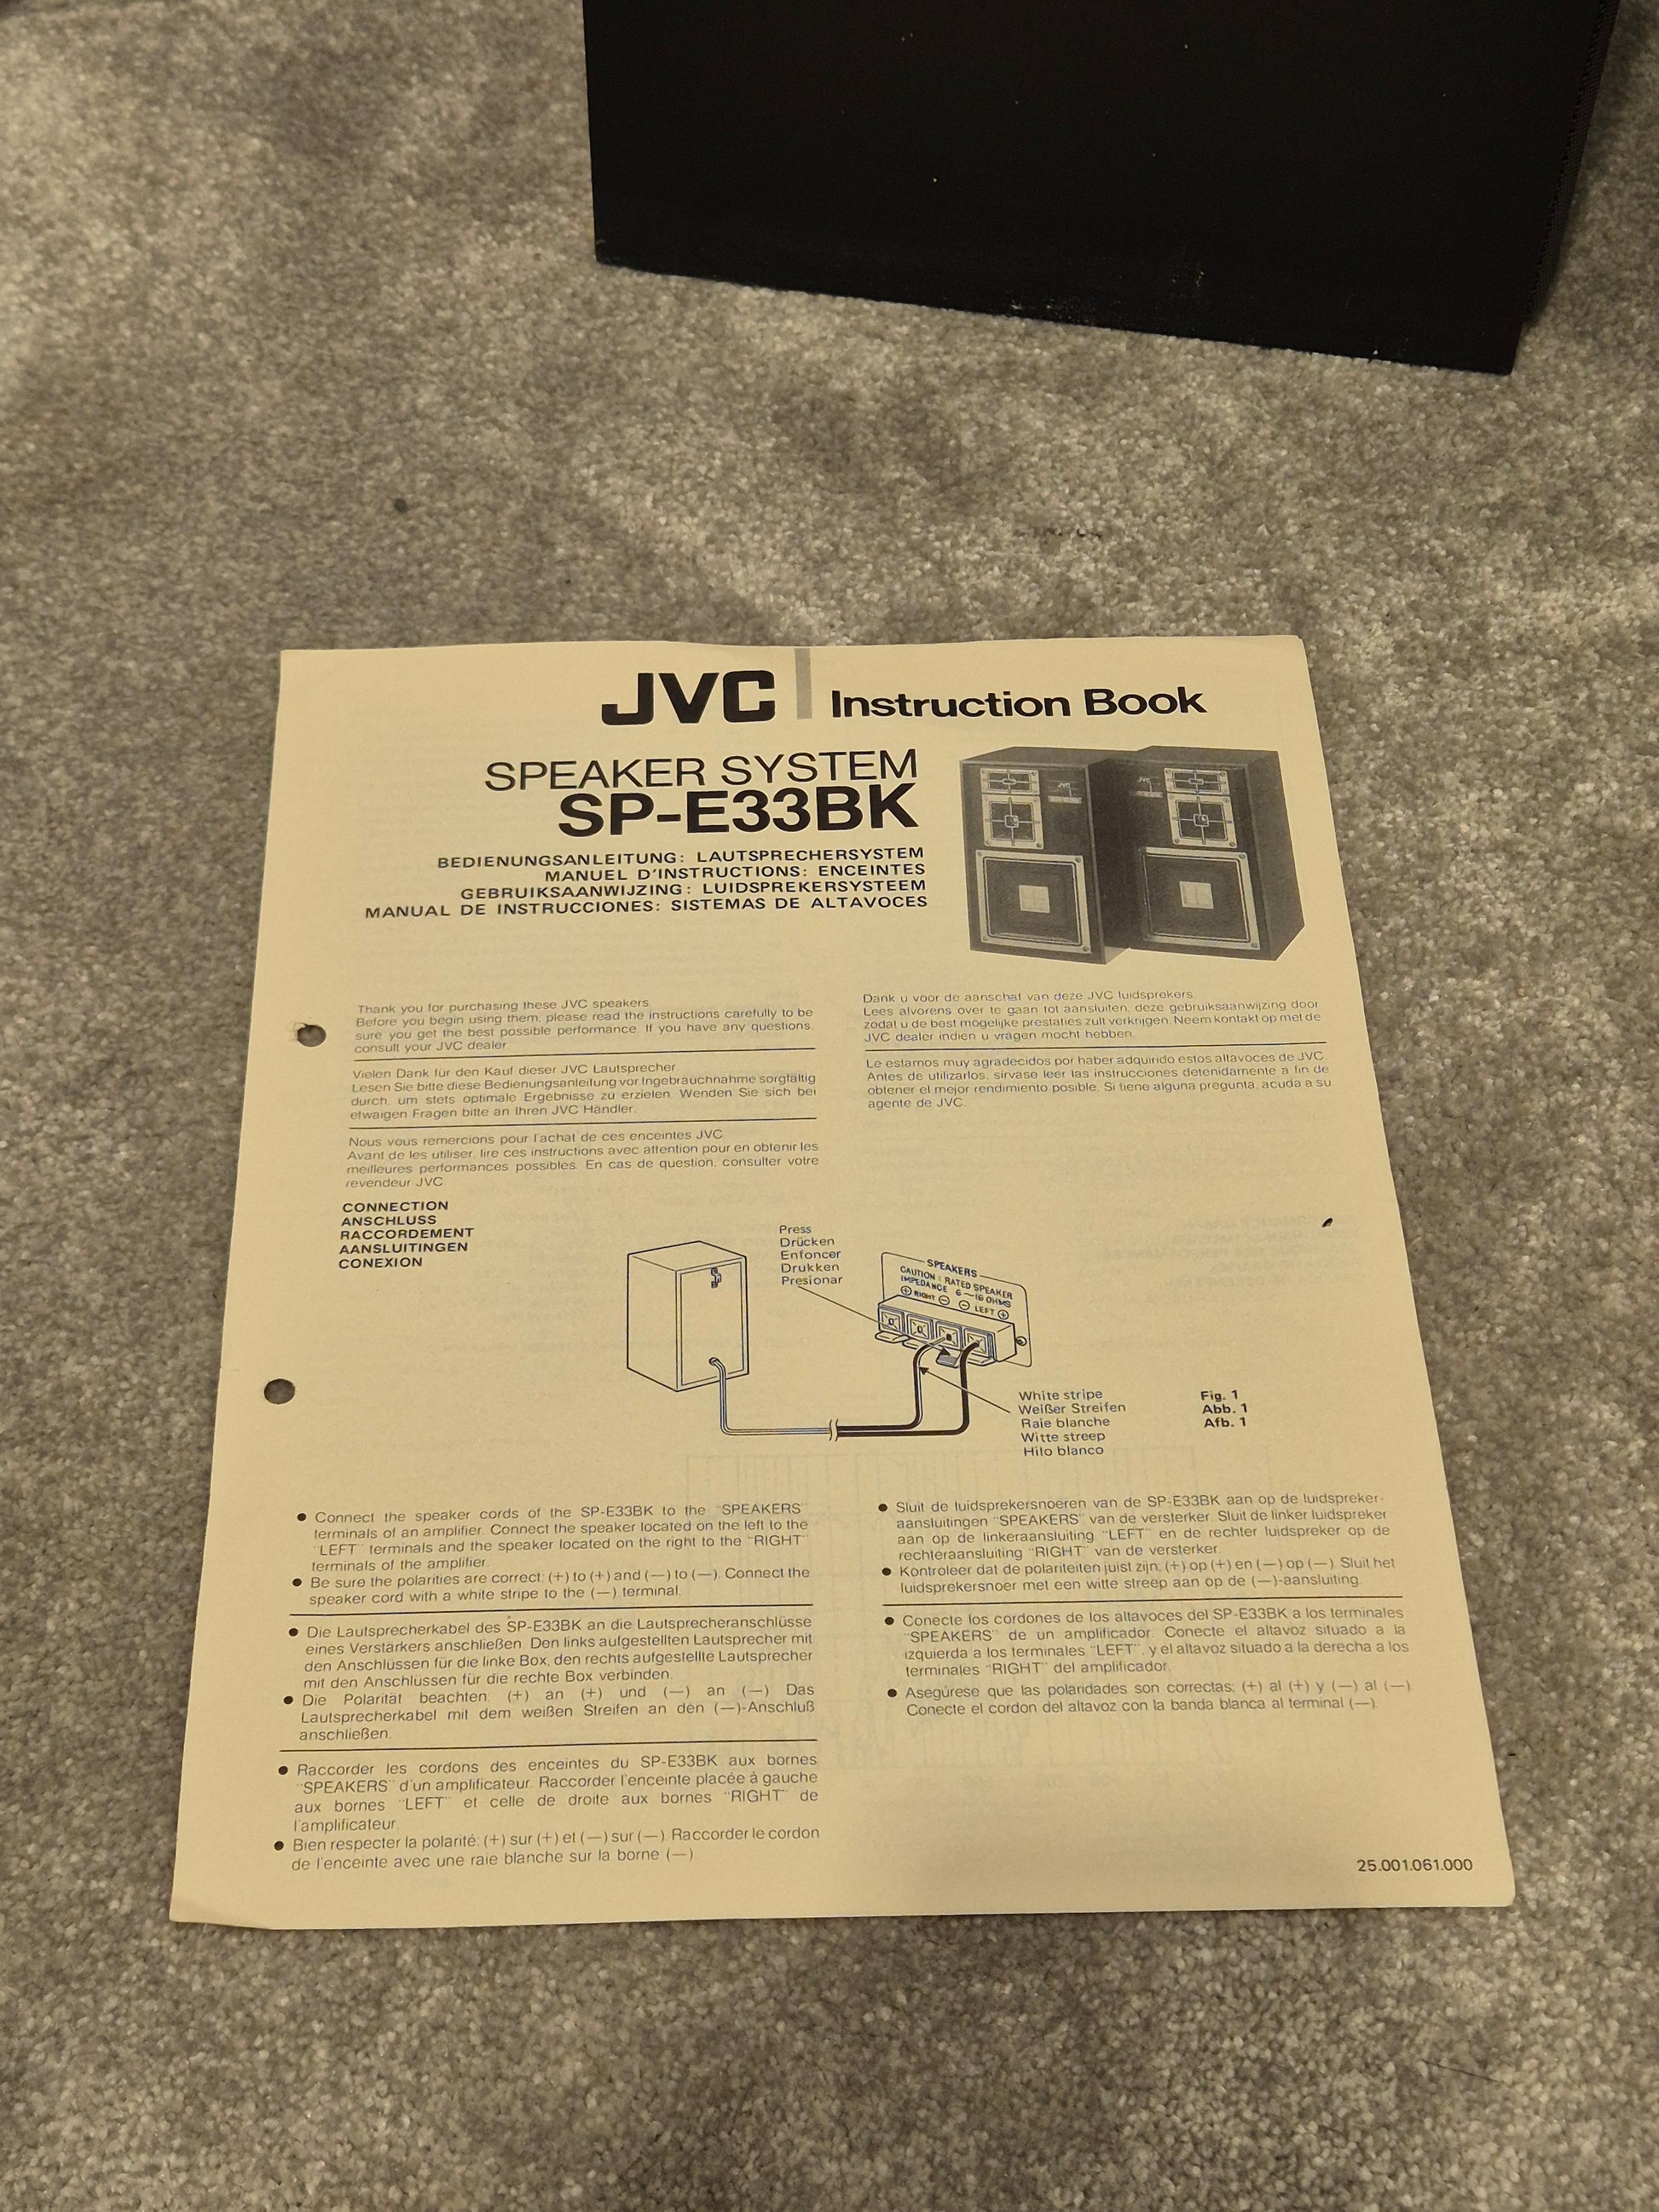 JVC Instruction Book
SPEAKER SYSTEM
SP-E33BK
BEDIENUNGSANLEITUNG: LAUTSPRECHERSYSTEM
MANUEL D'INSTRUCTIONS: ENCEINTES
GEBRUIKSAANWIJZING: LUIDSPREKERSYSTEEM
MANUAL DE INSTRUCCIONES: SISTEMAS DE ALTAVOCES
Thank you for purchasing these JVC speakers.
Before you begin using them, please read the instructions carefully to be
sure you get the best possible performance. If you have any questions,
consult your JVC dealer.
Vielen Dank für den Kauf dieser JVC Lautsprecher.
Lesen Sie bitte diese Bedienungsanleitung vor Ingebrauchnahme sorgfältig
durch, um stets optimale Ergebnisse zu erzielen. Wenden Sie sich bei
etwaigen Fragen bitte an Ihren JVC Händler.
Nous vous remercions pour l'achat de ces enceintes JVC.
Avant de les utiliser, lire ces instructions avec attention pour en obtenir les
meilleures performances possibles. En cas de question, consulter votre
revendeur JVC.
Dank u voor de aanschaf van deze JVC luidsprekers.
Lees alvorens over te gaan tot aansluiten, deze gebruiksaanwijzing door
zodat u de best mogelijke prestaties zult verkrijgen. Neem kontakt op met de
JVC dealer indien u vragen mocht hebben.
Le estamos muy agradecidos por haber adquirido estos altavoces de JVC.
Antes de utilizarlos, sírvase leer las instrucciones detenidamente a fin de
obtener el mejor rendimiento posible. Si tiene alguna pregunta, acuda a su
agente de JVC.
CONNECTION
ANSCHLUSS
RACCORDEMENT
AANSLUITINGEN
CONEXION
Press
Drücken
Enfoncer
Drukken
Presionar
SPEAKERS
CAUTION : RATED SPEAKER
IMPEDANCE 6 — 16 OHMS
⊕ RIGHT ⊖ ⊖ LEFT ⊕
White stripe
Weißer Streifen
Raie blanche
Witte streep
Hilo blanco
Fig. 1
Abb. 1
Afb. 1
● Connect the speaker cords of the SP-E33BK to the "SPEAKERS"
terminals of an amplifier. Connect the speaker located on the left to the
"LEFT" terminals and the speaker located on the right to the "RIGHT"
terminals of the amplifier.
● Be sure the polarities are correct; (+) to (+) and (—) to (—). Connect the
speaker cord with a white stripe to the (—) terminal.
● Die Lautsprecherkabel des SP-E33BK an die Lautsprecheranschlüsse
eines Verstärkers anschließen. Den links aufgestellten Lautsprecher mit
den Anschlüssen für die linke Box, den rechts aufgestellte Lautsprecher
mit den Anschlüssen für die rechte Box verbinden.
● Die Polarität beachten: (+) an (+) und (—) an (—). Das
Lautsprecherkabel mit dem weißen Streifen an den (—)-Anschluß
anschließen.
● Raccorder les cordons des enceintes du SP-E33BK aux bornes
"SPEAKERS" d'un amplificateur. Raccorder l'enceinte placée à gauche
aux bornes "LEFT" et celle de droite aux bornes "RIGHT" de
l'amplificateur.
● Bien respecter la polarité: (+) sur (+) et (—) sur (—). Raccorder le cordon
de l'enceinte avec une raie blanche sur la borne (—).
● Sluit de luidsprekersnoeren van de SP-E33BK aan op de luidspreker-
aansluitingen "SPEAKERS" van de versterker. Sluit de linker luidspreker
aan op de linkeraansluiting "LEFT" en de rechter luidspreker op de
rechteraansluiting "RIGHT" van de versterker.
● Kontroleer dat de polariteiten juist zijn; (+) op (+) en (—) op (—). Sluit het
luidsprekersnoer met een witte streep aan op de (—)-aansluiting.
● Conecte los cordones de los altavoces del SP-E33BK a los terminales
"SPEAKERS" de un amplificador. Conecte el altavoz situado a la
izquierda a los terminales "LEFT", y el altavoz situado a la derecha a los
terminales "RIGHT" del amplificador.
● Asegúrese que las polaridades son correctas; (+) al (+) y (—) al (—).
Conecte el cordon del altavoz con la banda blanca al terminal (—).
25.001.061.000